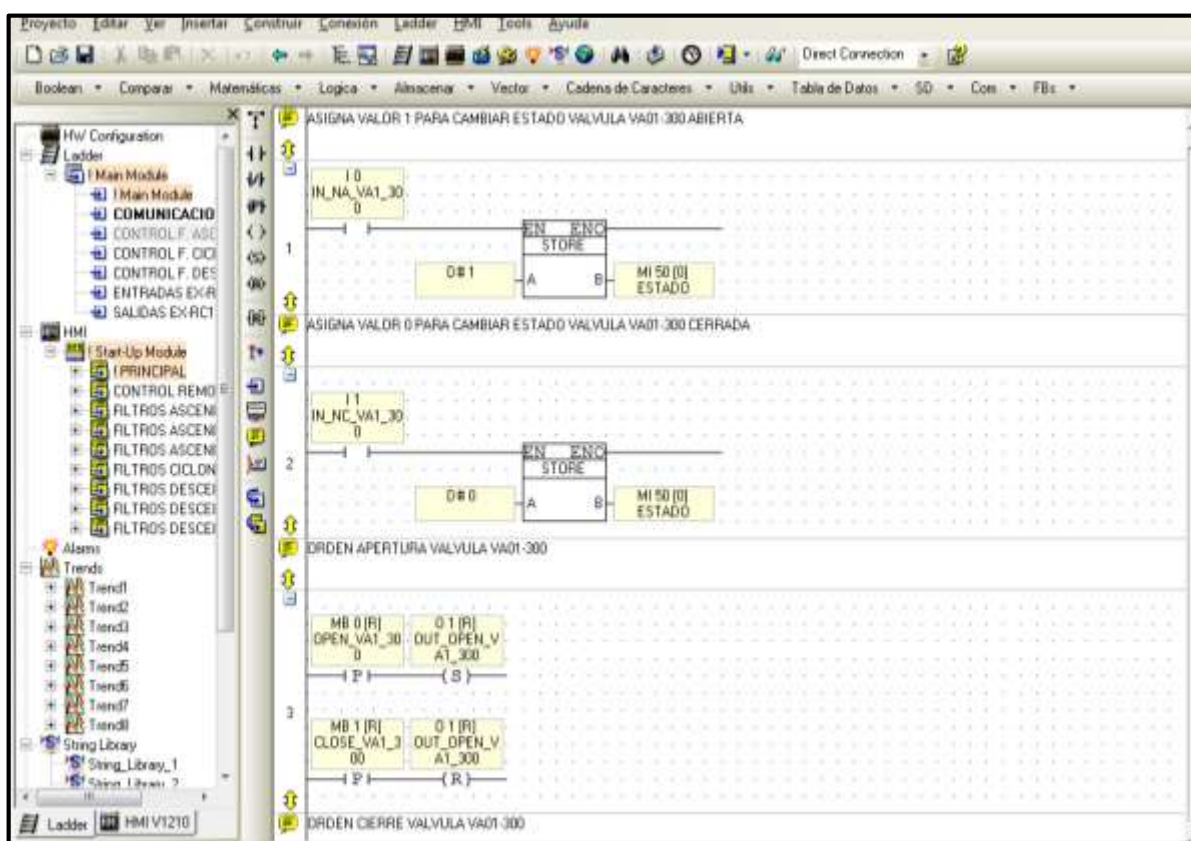 Proyecto Editar Ver Insertar Construir Conexión Ladder HMI Tools Ayuda
Direct Connection
Boolean Comparar Matemáticas Logica Almacenar Vector Cadena de Caracteres Utils Tabla de Datos SD Com FBs
HW Configuration
Ladder
! Main Module
! Main Module
COMUNICACIO
CONTROL F. ASC
CONTROL F. CICI
CONTROL F. DES
ENTRADAS EX-R
SALIDAS EX-RC1
HMI
! Start-Up Module
! PRINCIPAL
CONTROL REMO
FILTROS ASCEN
FILTROS ASCEN
FILTROS ASCEN
FILTROS CICLON
FILTROS DESCEI
FILTROS DESCEI
FILTROS DESCEI
Alarms
Trends
Trend1
Trend2
Trend3
Trend4
Trend5
Trend6
Trend7
Trend8
String Library
String_Library_1
String_Library_2
Ladder HMI V1210
ASIGNA VALOR 1 PARA CAMBIAR ESTADO VALVULA VA01-300 ABIERTA
I 0
IN_NA_VA1_30
0
1
EN ENO
STORE
D# 1
A B
MI 50 [0]
ESTADO
ASIGNA VALOR 0 PARA CAMBIAR ESTADO VALVULA VA01-300 CERRADA
I 1
IN_NC_VA1_30
0
2
EN ENO
STORE
D# 0
A B
MI 50 [0]
ESTADO
ORDEN APERTURA VALVULA VA01-300
MB 0 [R] O 1 [R]
OPEN_VA1_30 OUT_OPEN_V
0 A1_300
P S
3
MB 1 [R] O 1 [R]
CLOSE_VA1_3 OUT_OPEN_V
00 A1_300
P R
ORDEN CIERRE VALVULA VA01-300